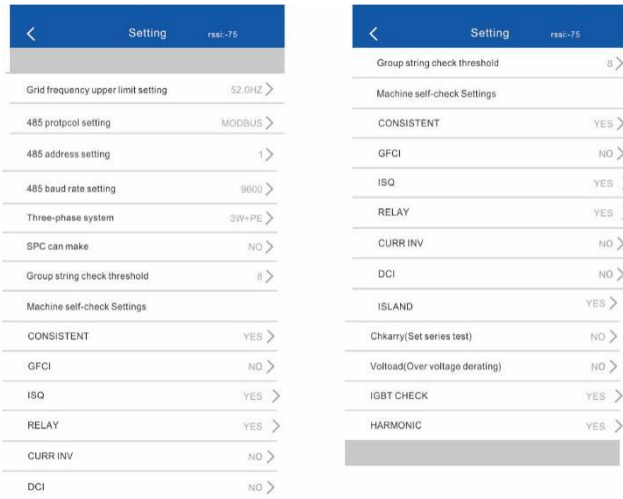 Setting rssi:-75
Grid frequency upper limit setting 52.0HZ
485 protpcol setting MODBUS
485 address setting 1
485 baud rate setting 9600
Three-phase system 3W+PE
SPC can make NO
Group string check threshold 8
Machine self-check Settings
CONSISTENT YES
GFCI NO
ISQ YES
RELAY YES
CURR INV NO
DCI NO
Setting rssi:-75
Group string check threshold 8
Machine self-check Settings
CONSISTENT YES
GFCI NO
ISQ YES
RELAY YES
CURR INV NO
DCI NO
ISLAND YES
Chkarry(Set series test) NO
Voltoad(Over voltage derating) NO
IGBT CHECK YES
HARMONIC YES